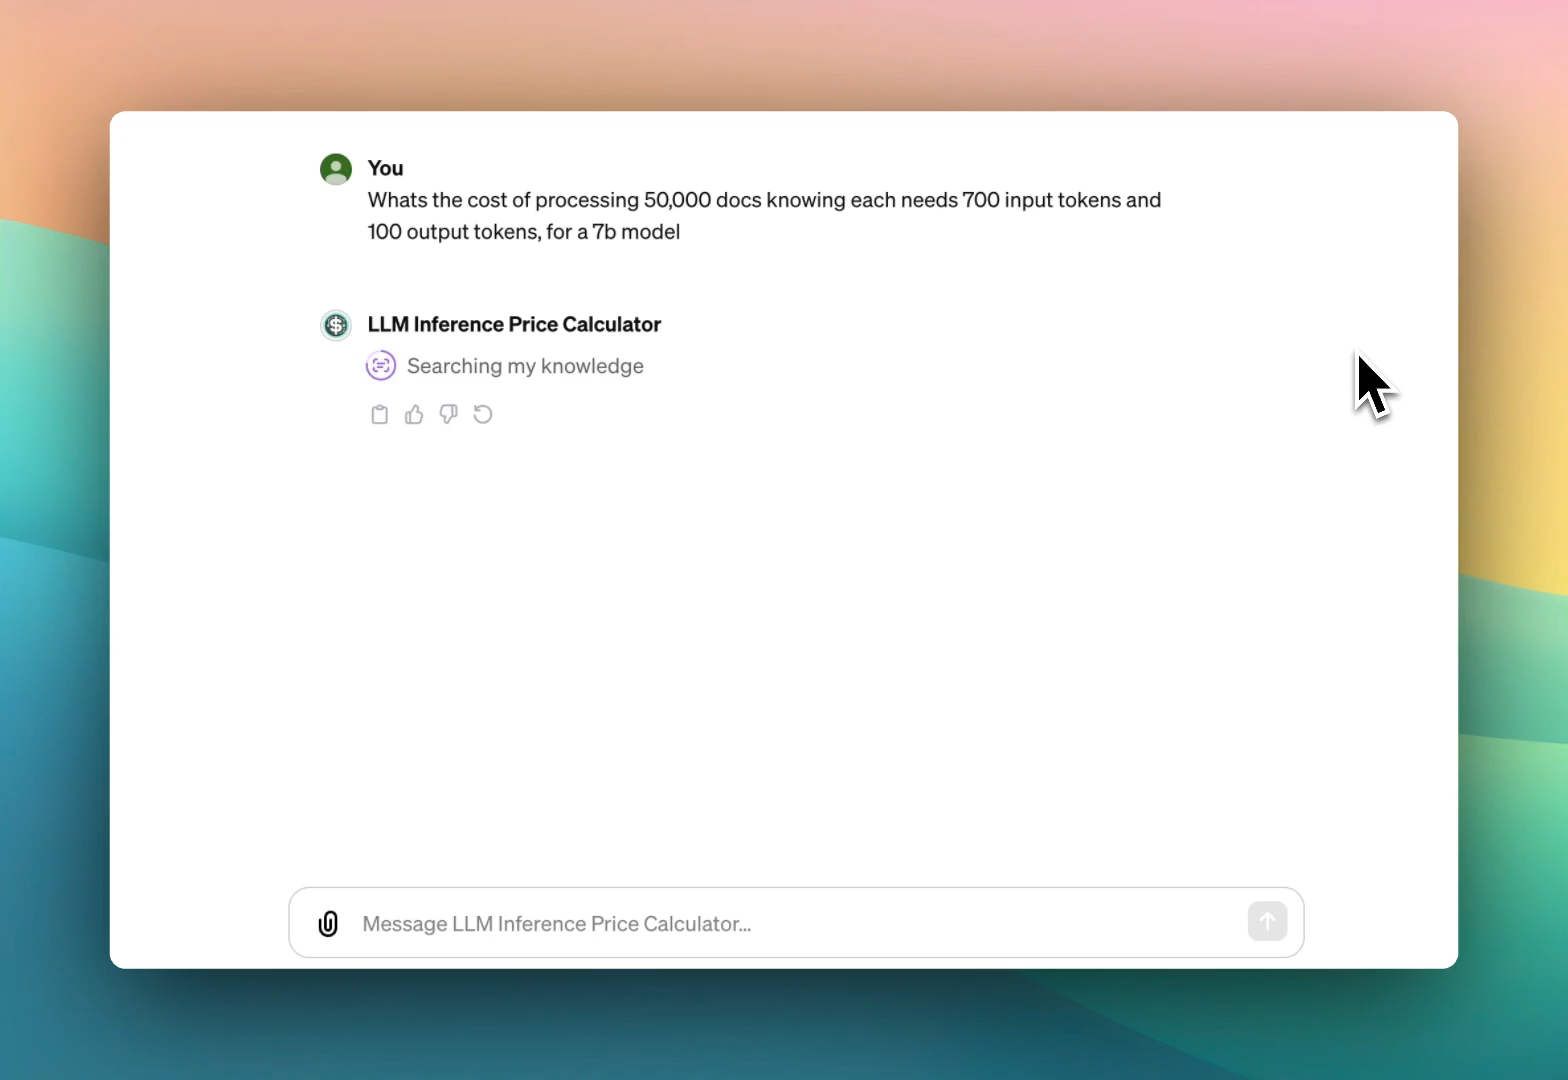 You
Whats the cost of processing 50,000 docs knowing each needs 700 input tokens and
100 output tokens, for a 7b model
LLM Inference Price Calculator
Searching my knowledge
Message LLM Inference Price Calculator...